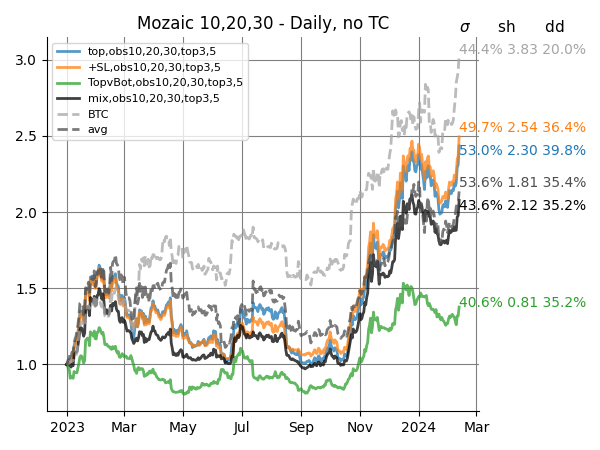 Mozaic 10,20,30 - Daily, no TC
σ sh dd
44.4% 3.83 20.0%
49.7% 2.54 36.4%
53.0% 2.30 39.8%
53.6% 1.81 35.4%
43.6% 2.12 35.2%
40.6% 0.81 35.2%
top,obs10,20,30,top3,5
+SL,obs10,20,30,top3,5
TopvBot,obs10,20,30,top3,5
mix,obs10,20,30,top3,5
BTC
avg
3.0
2.5
2.0
1.5
1.0
2023 Mar May Jul Sep Nov 2024 Mar